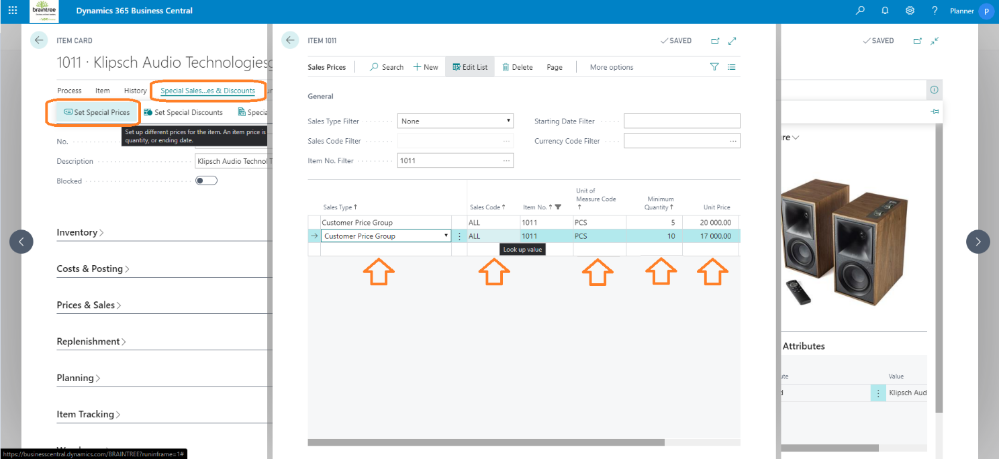 braintree
Dynamics 365 Business Central
Planner
P
ITEM CARD
1011 · Klipsch Audio Technologies
Process Item History Special Sales...es & Discounts
Set Special Prices Set Special Discounts Specia
Set up different prices for the item. An item price is
quantity, or ending date.
No.
Description Klipsch Audio Technol
Blocked
Inventory
Costs & Posting
Prices & Sales
Replenishment
Planning
Item Tracking
https://businesscentral.dynamics.com/BRAINTREE?runinframe=1#
ITEM 1011
SAVED
Sales Prices Search New Edit List Delete Page More options
General
Sales Type Filter None Starting Date Filter
Sales Code Filter Currency Code Filter
Item No. Filter 1011
Sales Type Sales Code Item No. Unit of Measure Code Minimum Quantity Unit Price
Customer Price Group ALL 1011 PCS 5 20 000,00
Customer Price Group ALL 1011 PCS 10 17 000,00
Look up value
SAVED
re
Attributes
ute Value
d Klipsch Aud